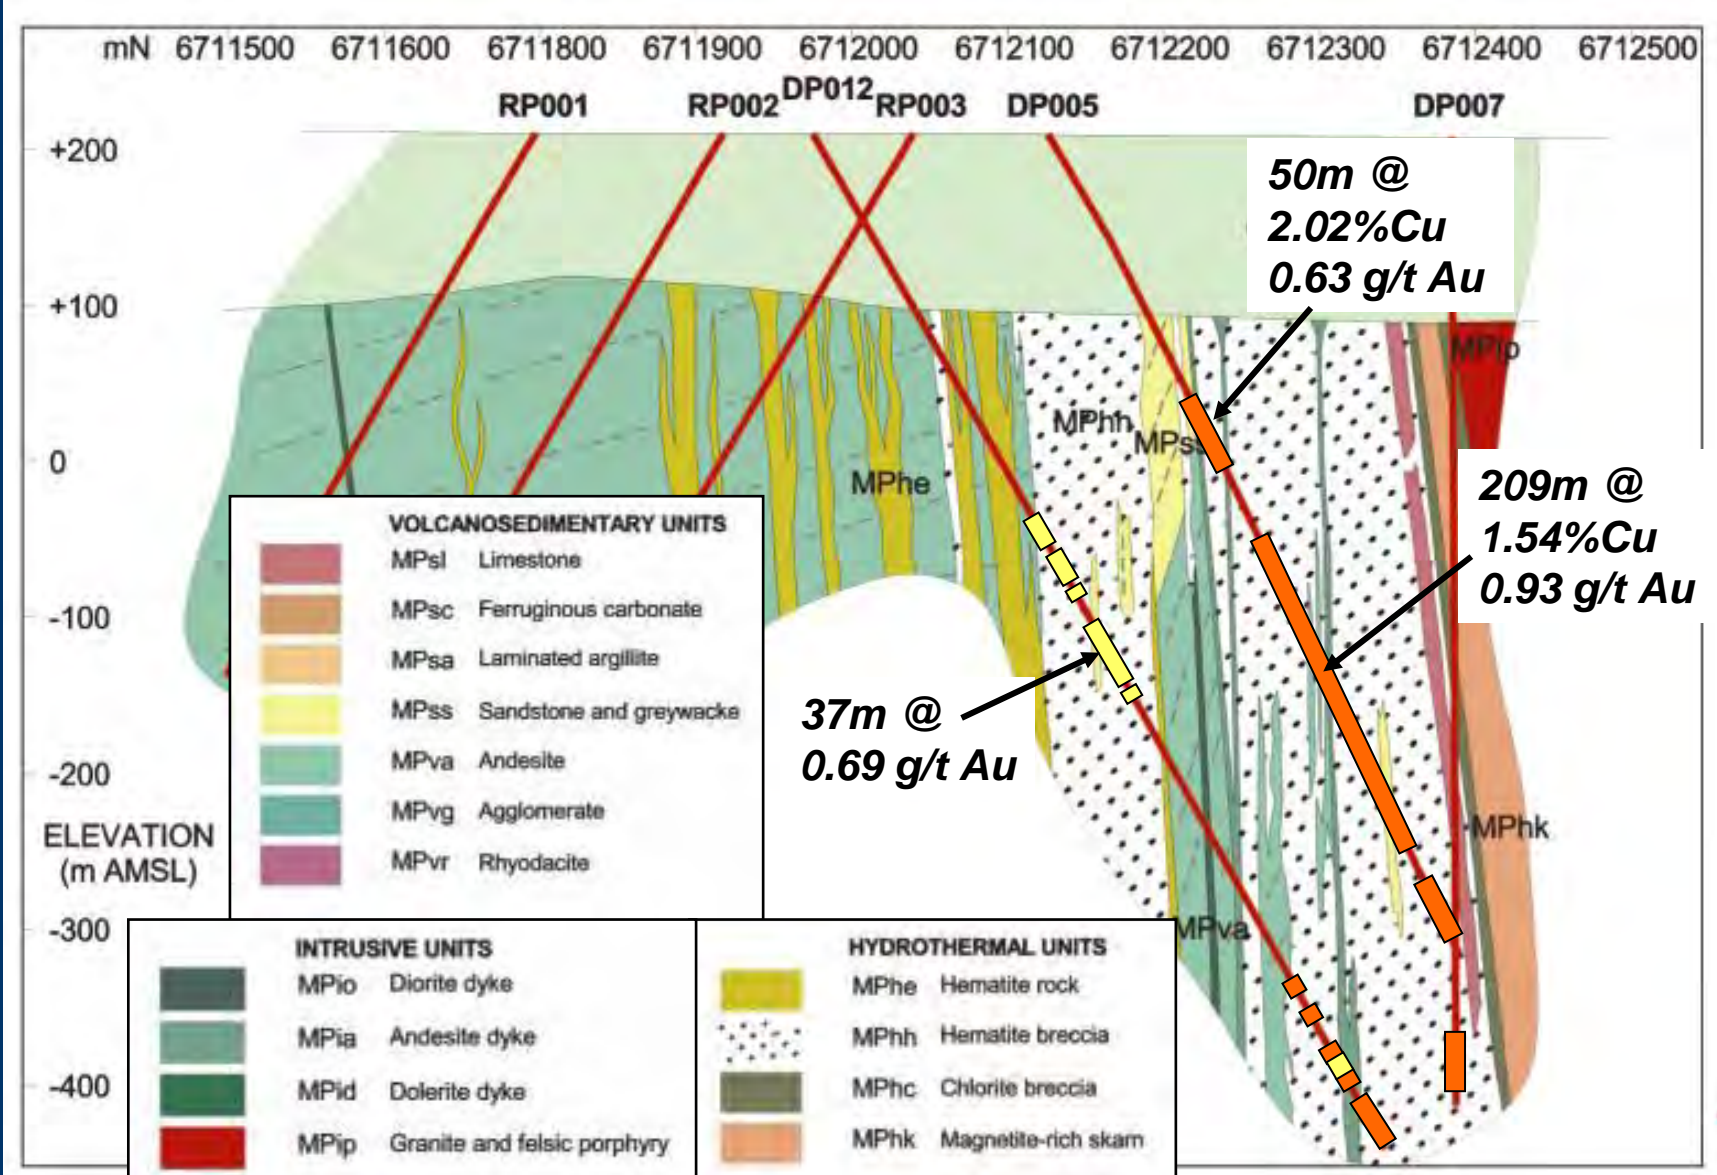 mN 6711500 6711600 6711800 6711900 6712000 6712100 6712200 6712300 6712400 6712500
RP001 RP002 DP012 RP003 DP005 DP007
+200
+100
0
-100
-200
ELEVATION
(m AMSL)
-300
-400
50m @
2.02%Cu
0.63 g/t Au
209m @
1.54%Cu
0.93 g/t Au
37m @
0.69 g/t Au
MPip
MPhh
MPss
MPhe
MPhk
MPva
VOLCANOSEDIMENTARY UNITS
MPsl Limestone
MPsc Ferruginous carbonate
MPsa Laminated argillite
MPss Sandstone and greywacke
MPva Andesite
MPvg Agglomerate
MPvr Rhyodacite
INTRUSIVE UNITS
MPio Diorite dyke
MPia Andesite dyke
MPid Dolerite dyke
MPip Granite and felsic porphyry
HYDROTHERMAL UNITS
MPhe Hematite rock
MPhh Hematite breccia
MPhc Chlorite breccia
MPhk Magnetite-rich skarn